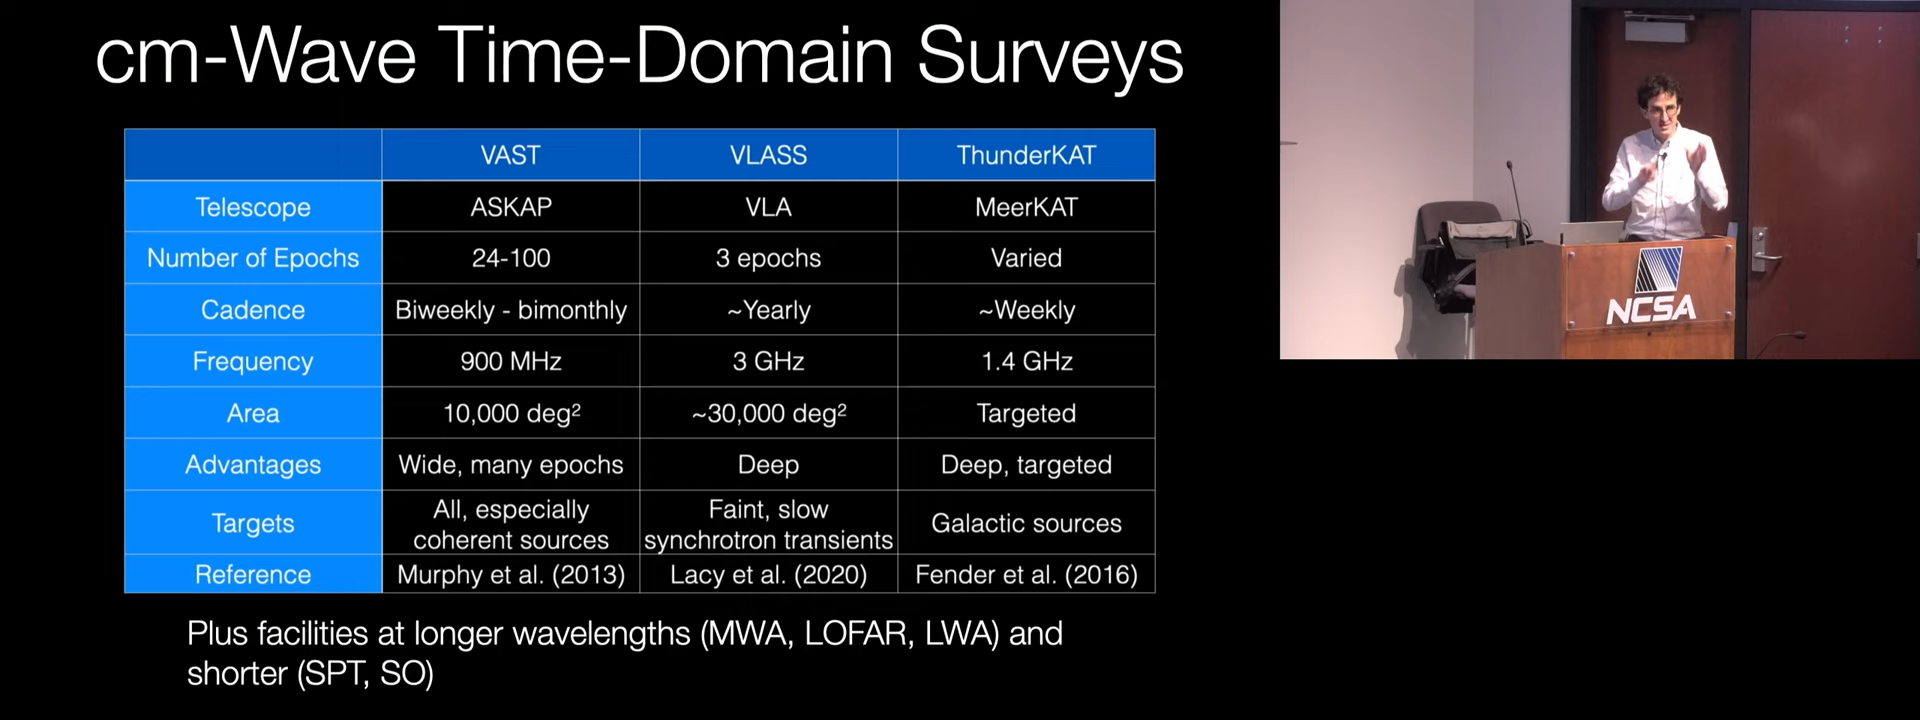 cm-Wave Time-Domain Surveys
VAST VLASS ThunderKAT
Telescope ASKAP VLA MeerKAT
Number of Epochs 24-100 3 epochs Varied
Cadence Biweekly - bimonthly ~Yearly ~Weekly
Frequency 900 MHz 3 GHz 1.4 GHz
Area 10,000 deg² ~30,000 deg² Targeted
Advantages Wide, many epochs Deep Deep, targeted
Targets All, especially coherent sources Faint, slow synchrotron transients Galactic sources
Reference Murphy et al. (2013) Lacy et al. (2020) Fender et al. (2016)
Plus facilities at longer wavelengths (MWA, LOFAR, LWA) and
shorter (SPT, SO)
NCSA